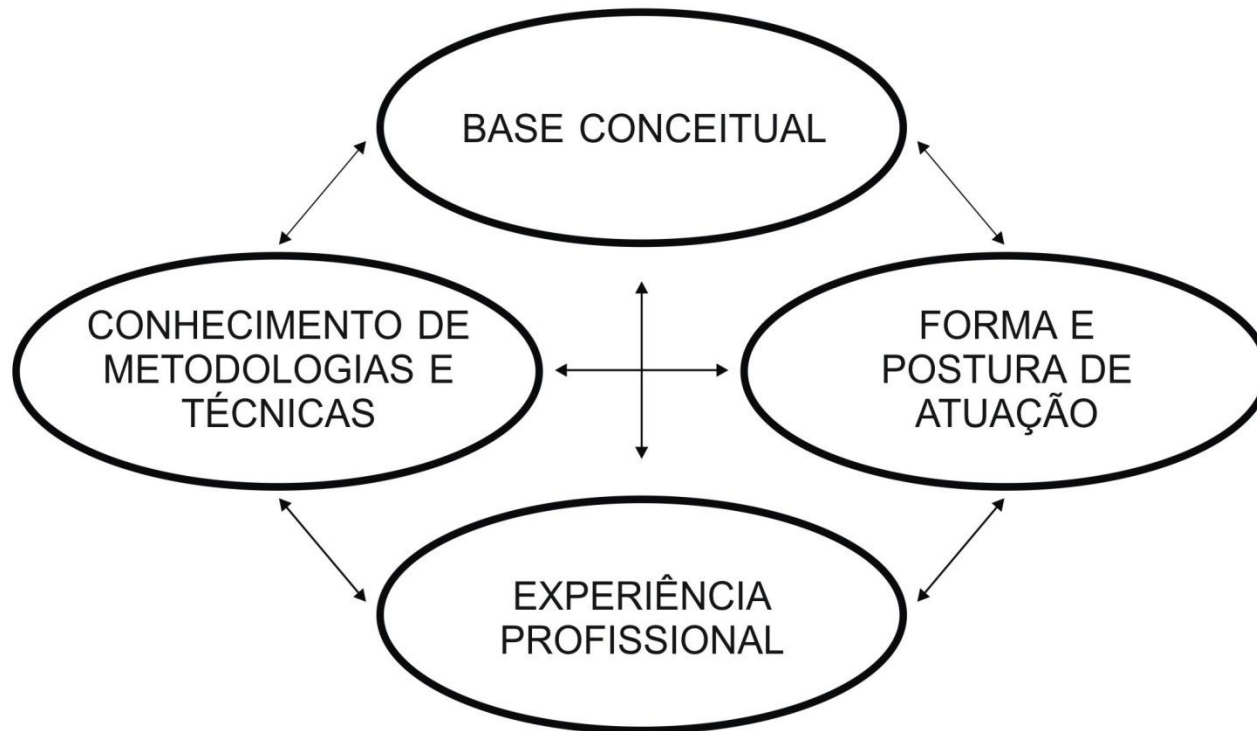 BASE CONCEITUAL
CONHECIMENTO DE
METODOLOGIAS E
TÉCNICAS
FORMA E
POSTURA DE
ATUAÇÃO
EXPERIÊNCIA
PROFISSIONAL